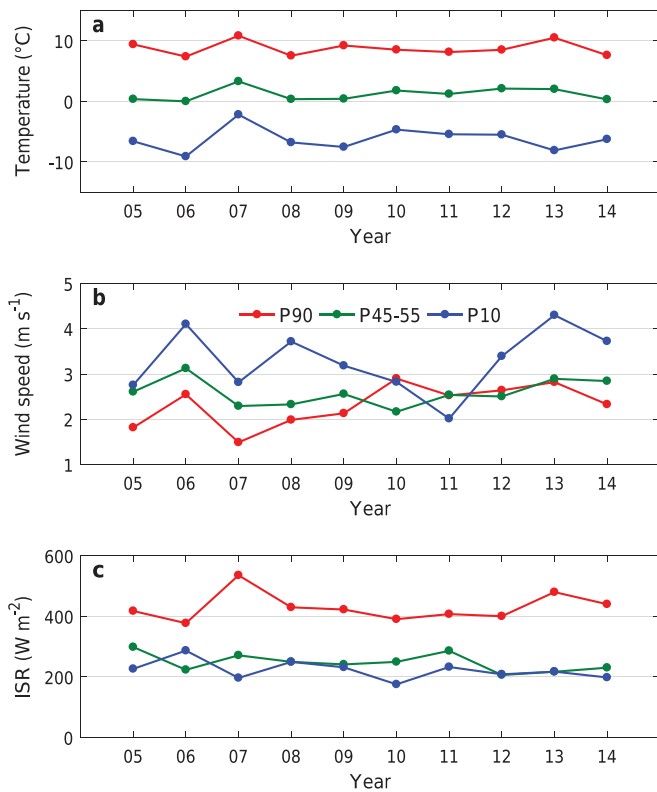 a
Temperature (°C)
10
0
-10
05 06 07 08 09 10 11 12 13 14
Year
b
Wind speed (m s⁻¹)
P90 P45-55 P10
5
4
3
2
1
05 06 07 08 09 10 11 12 13 14
Year
c
ISR (W m⁻²)
600
400
200
0
05 06 07 08 09 10 11 12 13 14
Year